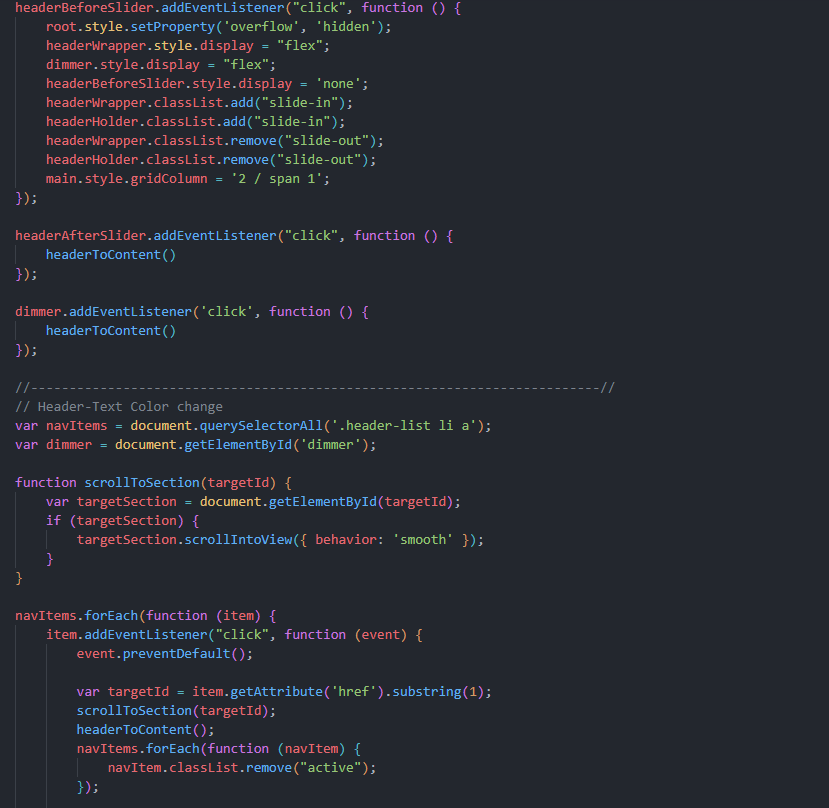 headerBeforeSlider.addEventListener("click", function () {
    root.style.setProperty('overflow', 'hidden');
    headerWrapper.style.display = "flex";
    dimmer.style.display = "flex";
    headerBeforeSlider.style.display = 'none';
    headerWrapper.classList.add("slide-in");
    headerHolder.classList.add("slide-in");
    headerWrapper.classList.remove("slide-out");
    headerHolder.classList.remove("slide-out");
    main.style.gridColumn = '2 / span 1';
});

headerAfterSlider.addEventListener("click", function () {
    headerToContent()
});

dimmer.addEventListener('click', function () {
    headerToContent()
});

//--------------------------------------------------------------------------//
// Header-Text Color change
var navItems = document.querySelectorAll('.header-list li a');
var dimmer = document.getElementById('dimmer');

function scrollToSection(targetId) {
    var targetSection = document.getElementById(targetId);
    if (targetSection) {
        targetSection.scrollIntoView({ behavior: 'smooth' });
    }
}

navItems.forEach(function (item) {
    item.addEventListener("click", function (event) {
        event.preventDefault();

        var targetId = item.getAttribute('href').substring(1);
        scrollToSection(targetId);
        headerToContent();
        navItems.forEach(function (navItem) {
            navItem.classList.remove("active");
        });